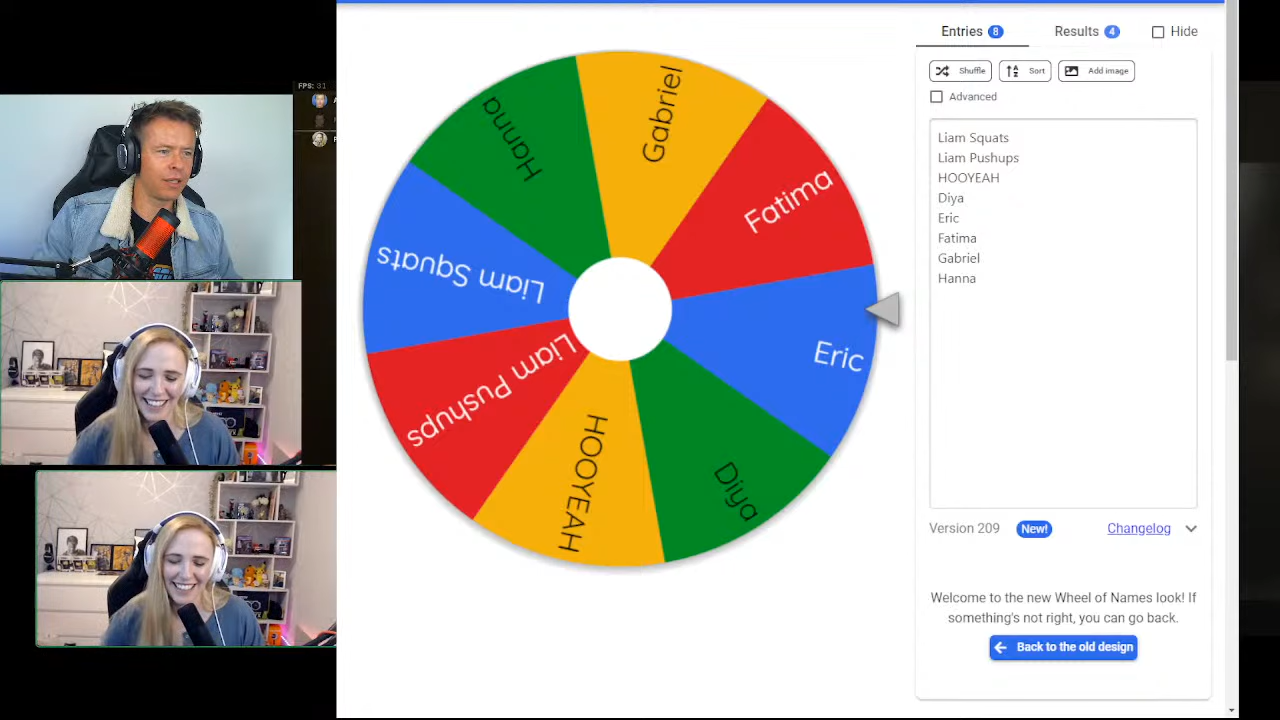 FPS: 31
Entries 8
Results 4
Hide
Shuffle
Sort
Add image
Advanced
Liam Squats
Liam Pushups
HOOYEAH
Diya
Eric
Fatima
Gabriel
Hanna
Gabriel
Fatima
Eric
Diya
HOOYEAH
Liam Pushups
Liam Squats
Hanna
Version 209
New!
Changelog
Welcome to the new Wheel of Names look! If
something's not right, you can go back.
Back to the old design